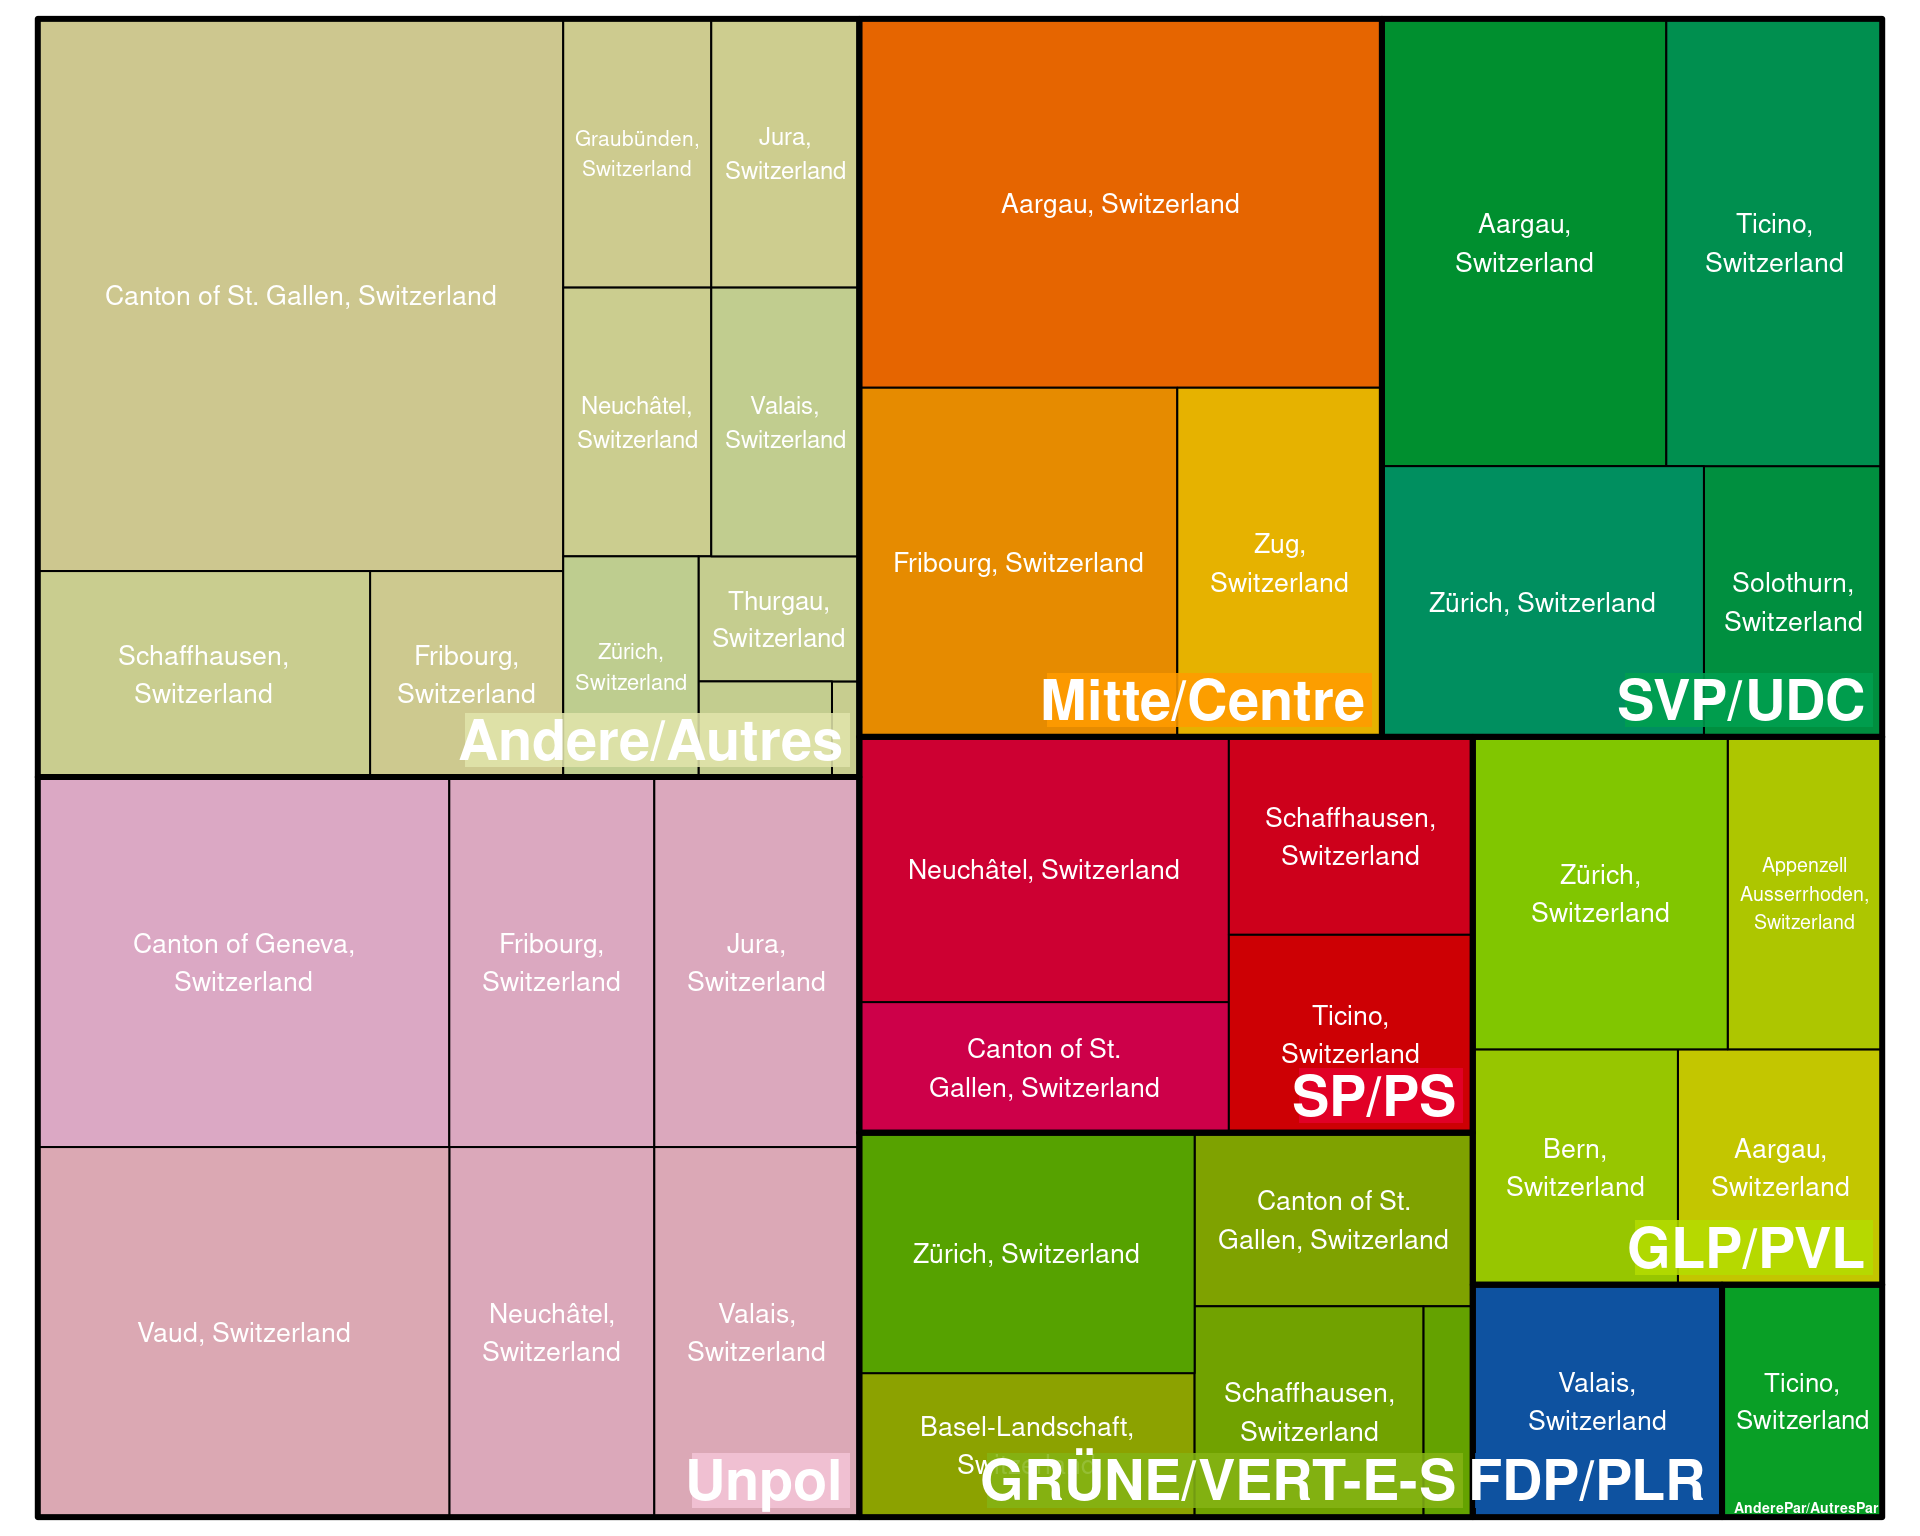 Canton of St. Gallen, Switzerland
Graubünden,
Switzerland
Jura,
Switzerland
Neuchâtel,
Switzerland
Valais,
Switzerland
Schaffhausen,
Switzerland
Fribourg,
Switzerland
Zürich,
Switzerland
Thurgau,
Switzerland
Andere/Autres
Canton of Geneva,
Switzerland
Fribourg,
Switzerland
Jura,
Switzerland
Vaud, Switzerland
Neuchâtel,
Switzerland
Valais,
Switzerland
Unpol
Aargau, Switzerland
Fribourg, Switzerland
Zug,
Switzerland
Mitte/Centre
Aargau,
Switzerland
Ticino,
Switzerland
Zürich, Switzerland
Solothurn,
Switzerland
SVP/UDC
Neuchâtel, Switzerland
Schaffhausen,
Switzerland
Canton of St.
Gallen, Switzerland
Ticino,
Switzerland
SP/PS
Zürich,
Switzerland
Appenzell
Ausserrhoden,
Switzerland
Bern,
Switzerland
Aargau,
Switzerland
GLP/PVL
Zürich, Switzerland
Canton of St.
Gallen, Switzerland
Basel-Landschaft,
Switzerland
Schaffhausen,
Switzerland
GRÜNE/VERT-E-S
Valais,
Switzerland
FDP/PLR
Ticino,
Switzerland
AnderePar/AutresPar